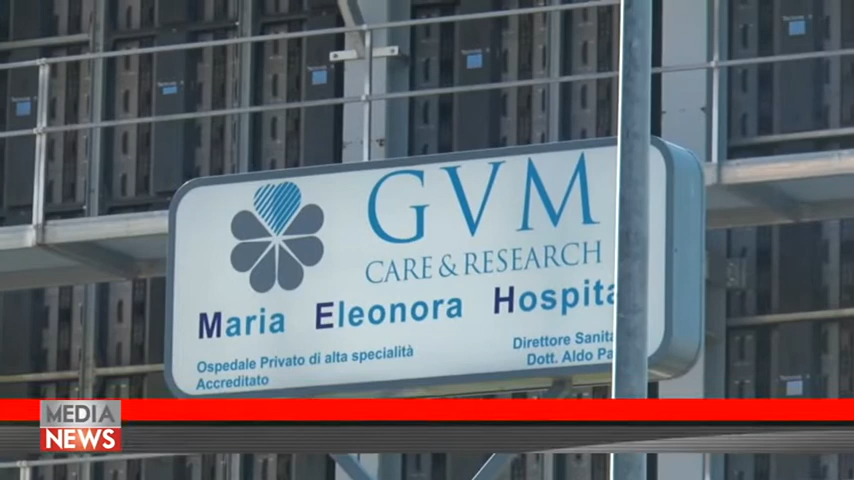 GVM
CARE & RESEARCH
Maria Eleonora Hospita
Ospedale Privato di alta specialità
Accreditato
Direttore Sanita
Dott. Aldo Pa
MEDIA
NEWS